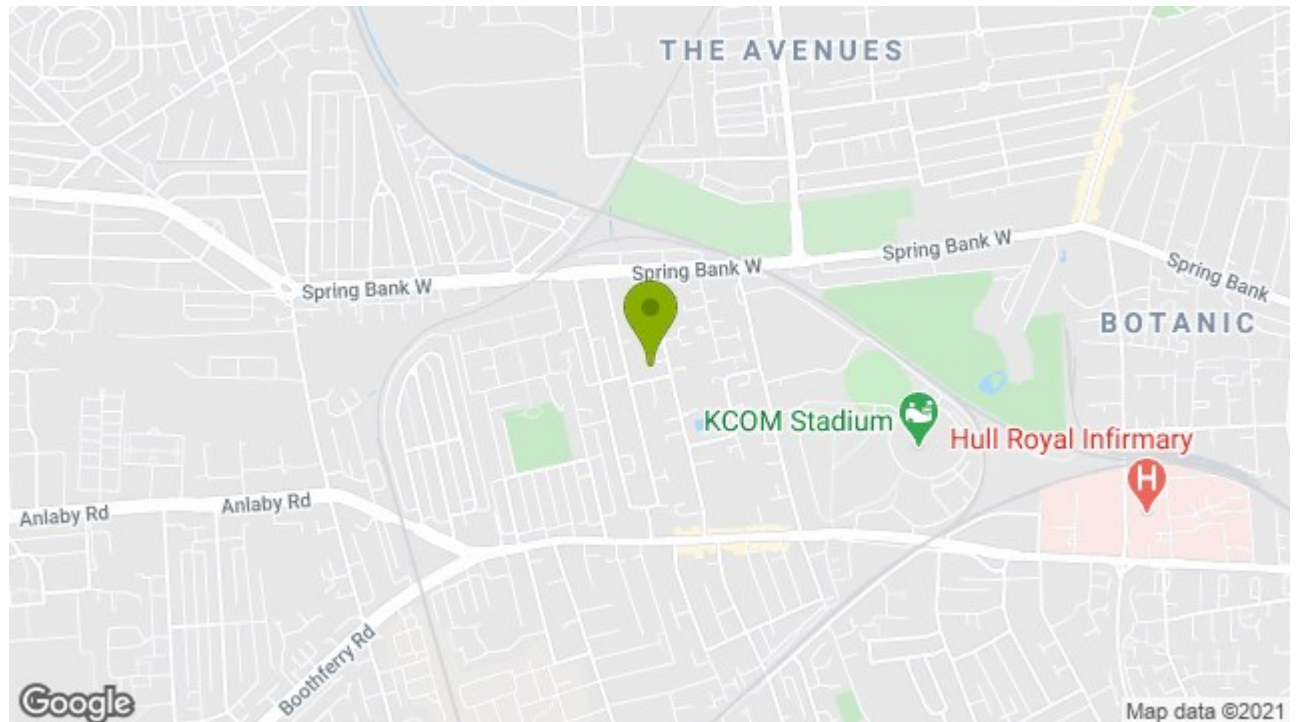 THE AVENUES
Spring Bank W
Spring Bank W
Spring Bank W
Spring Bank
BOTANIC
KCOM Stadium
Hull Royal Infirmary
H
Anlaby Rd
Anlaby Rd
Boothferry Rd
Google
Map data ©2021